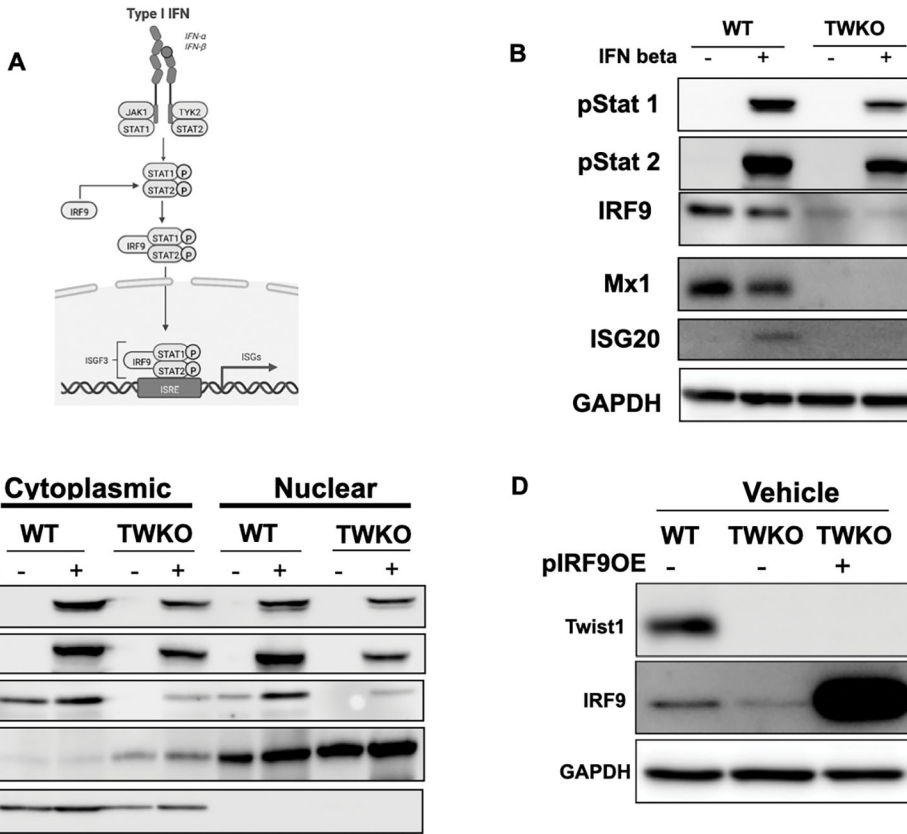 A
Type I IFN
IFN-α
IFN-β
JAK1 TYK2
STAT1 STAT2
STAT1 P
STAT2 P
IRF9
STAT1 P
IRF9
STAT2 P
STAT1 P
ISGF3 IRF9 ISGs
STAT2 P
ISRE
B
WT TWKO
IFN beta - + - +
pStat 1
pStat 2
IRF9
Mx1
ISG20
GAPDH
Cytoplasmic Nuclear
WT TWKO WT TWKO
- + - + - + - +
D
Vehicle
WT TWKO TWKO
pIRF9OE - - +
Twist1
IRF9
GAPDH